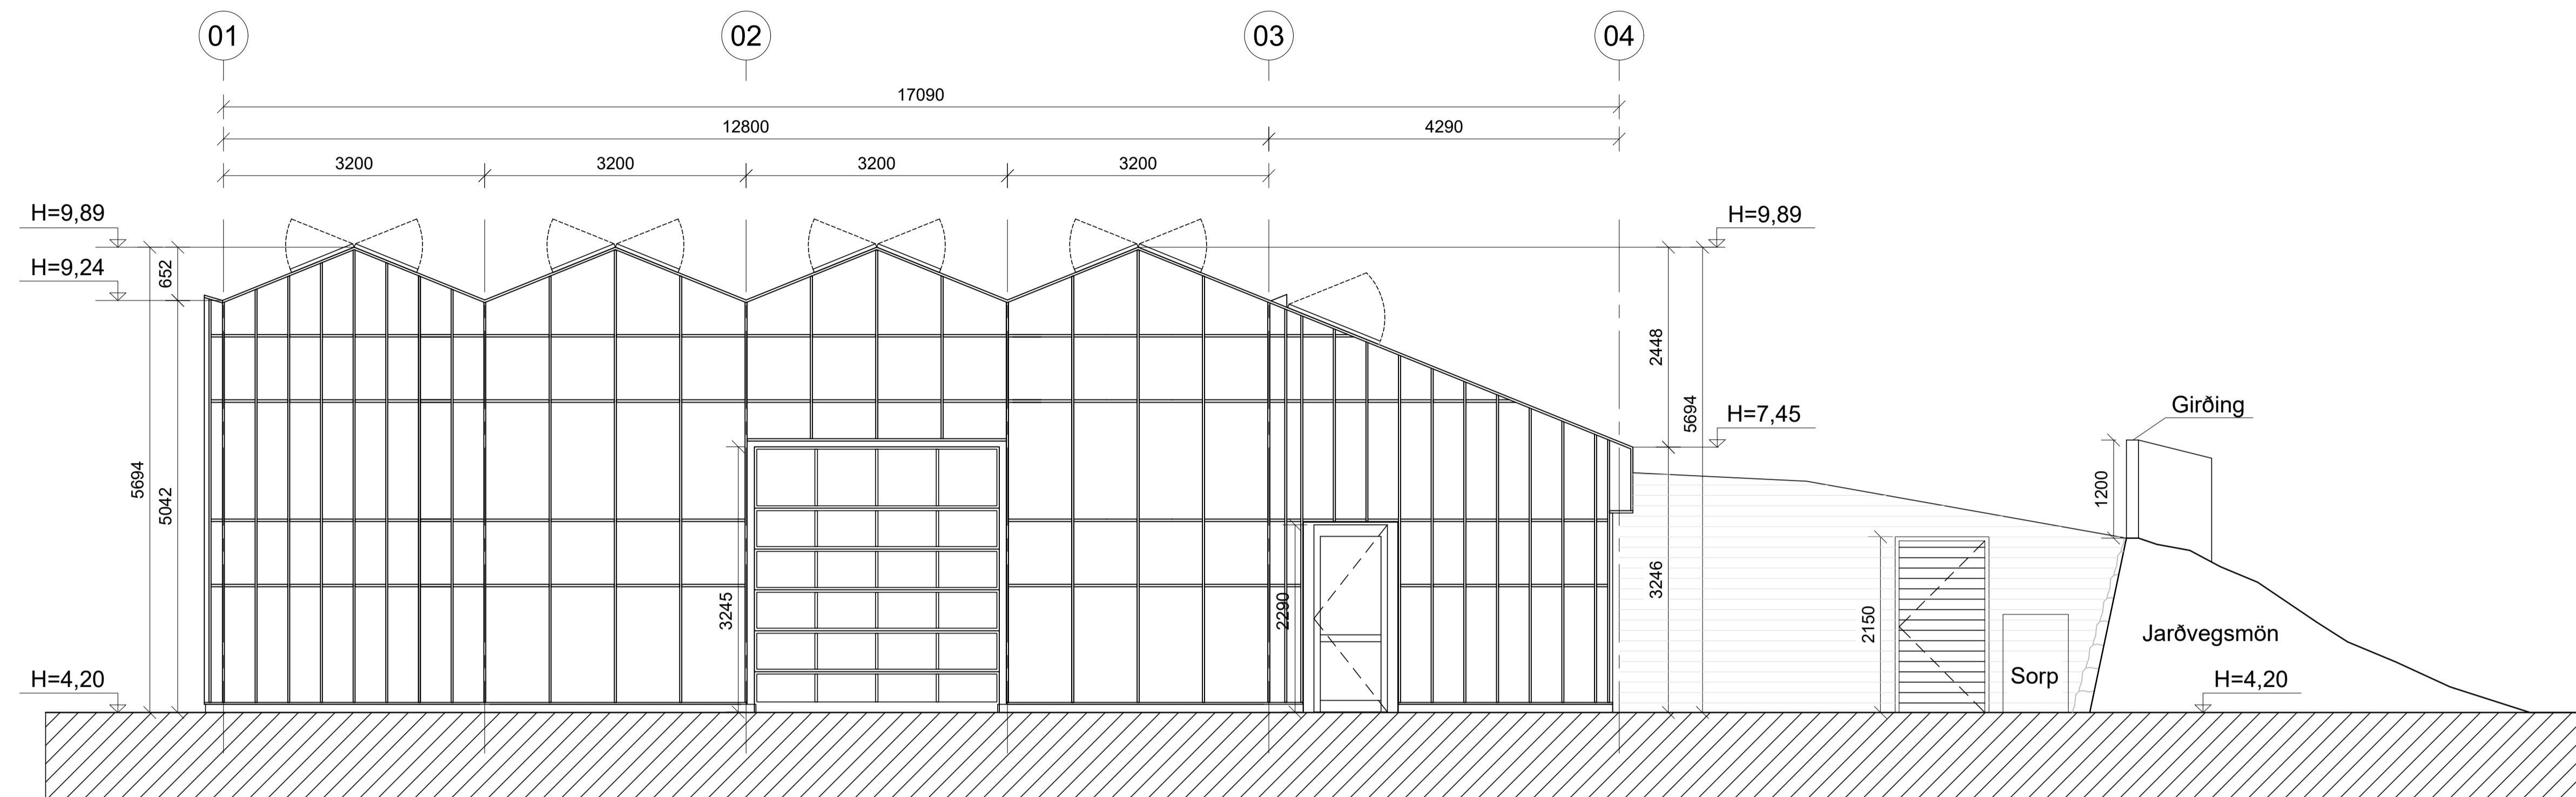 01 02 03 04
17090
12800 4290
3200 3200 3200 3200
H=9,89 H=9,89
652
H=9,24
2448
5694
Girðing
H=7,45
5694
5042
1200
3245
2290
3246
2150
Jarðvegsmön
H=4,20
Sorp
H=4,20